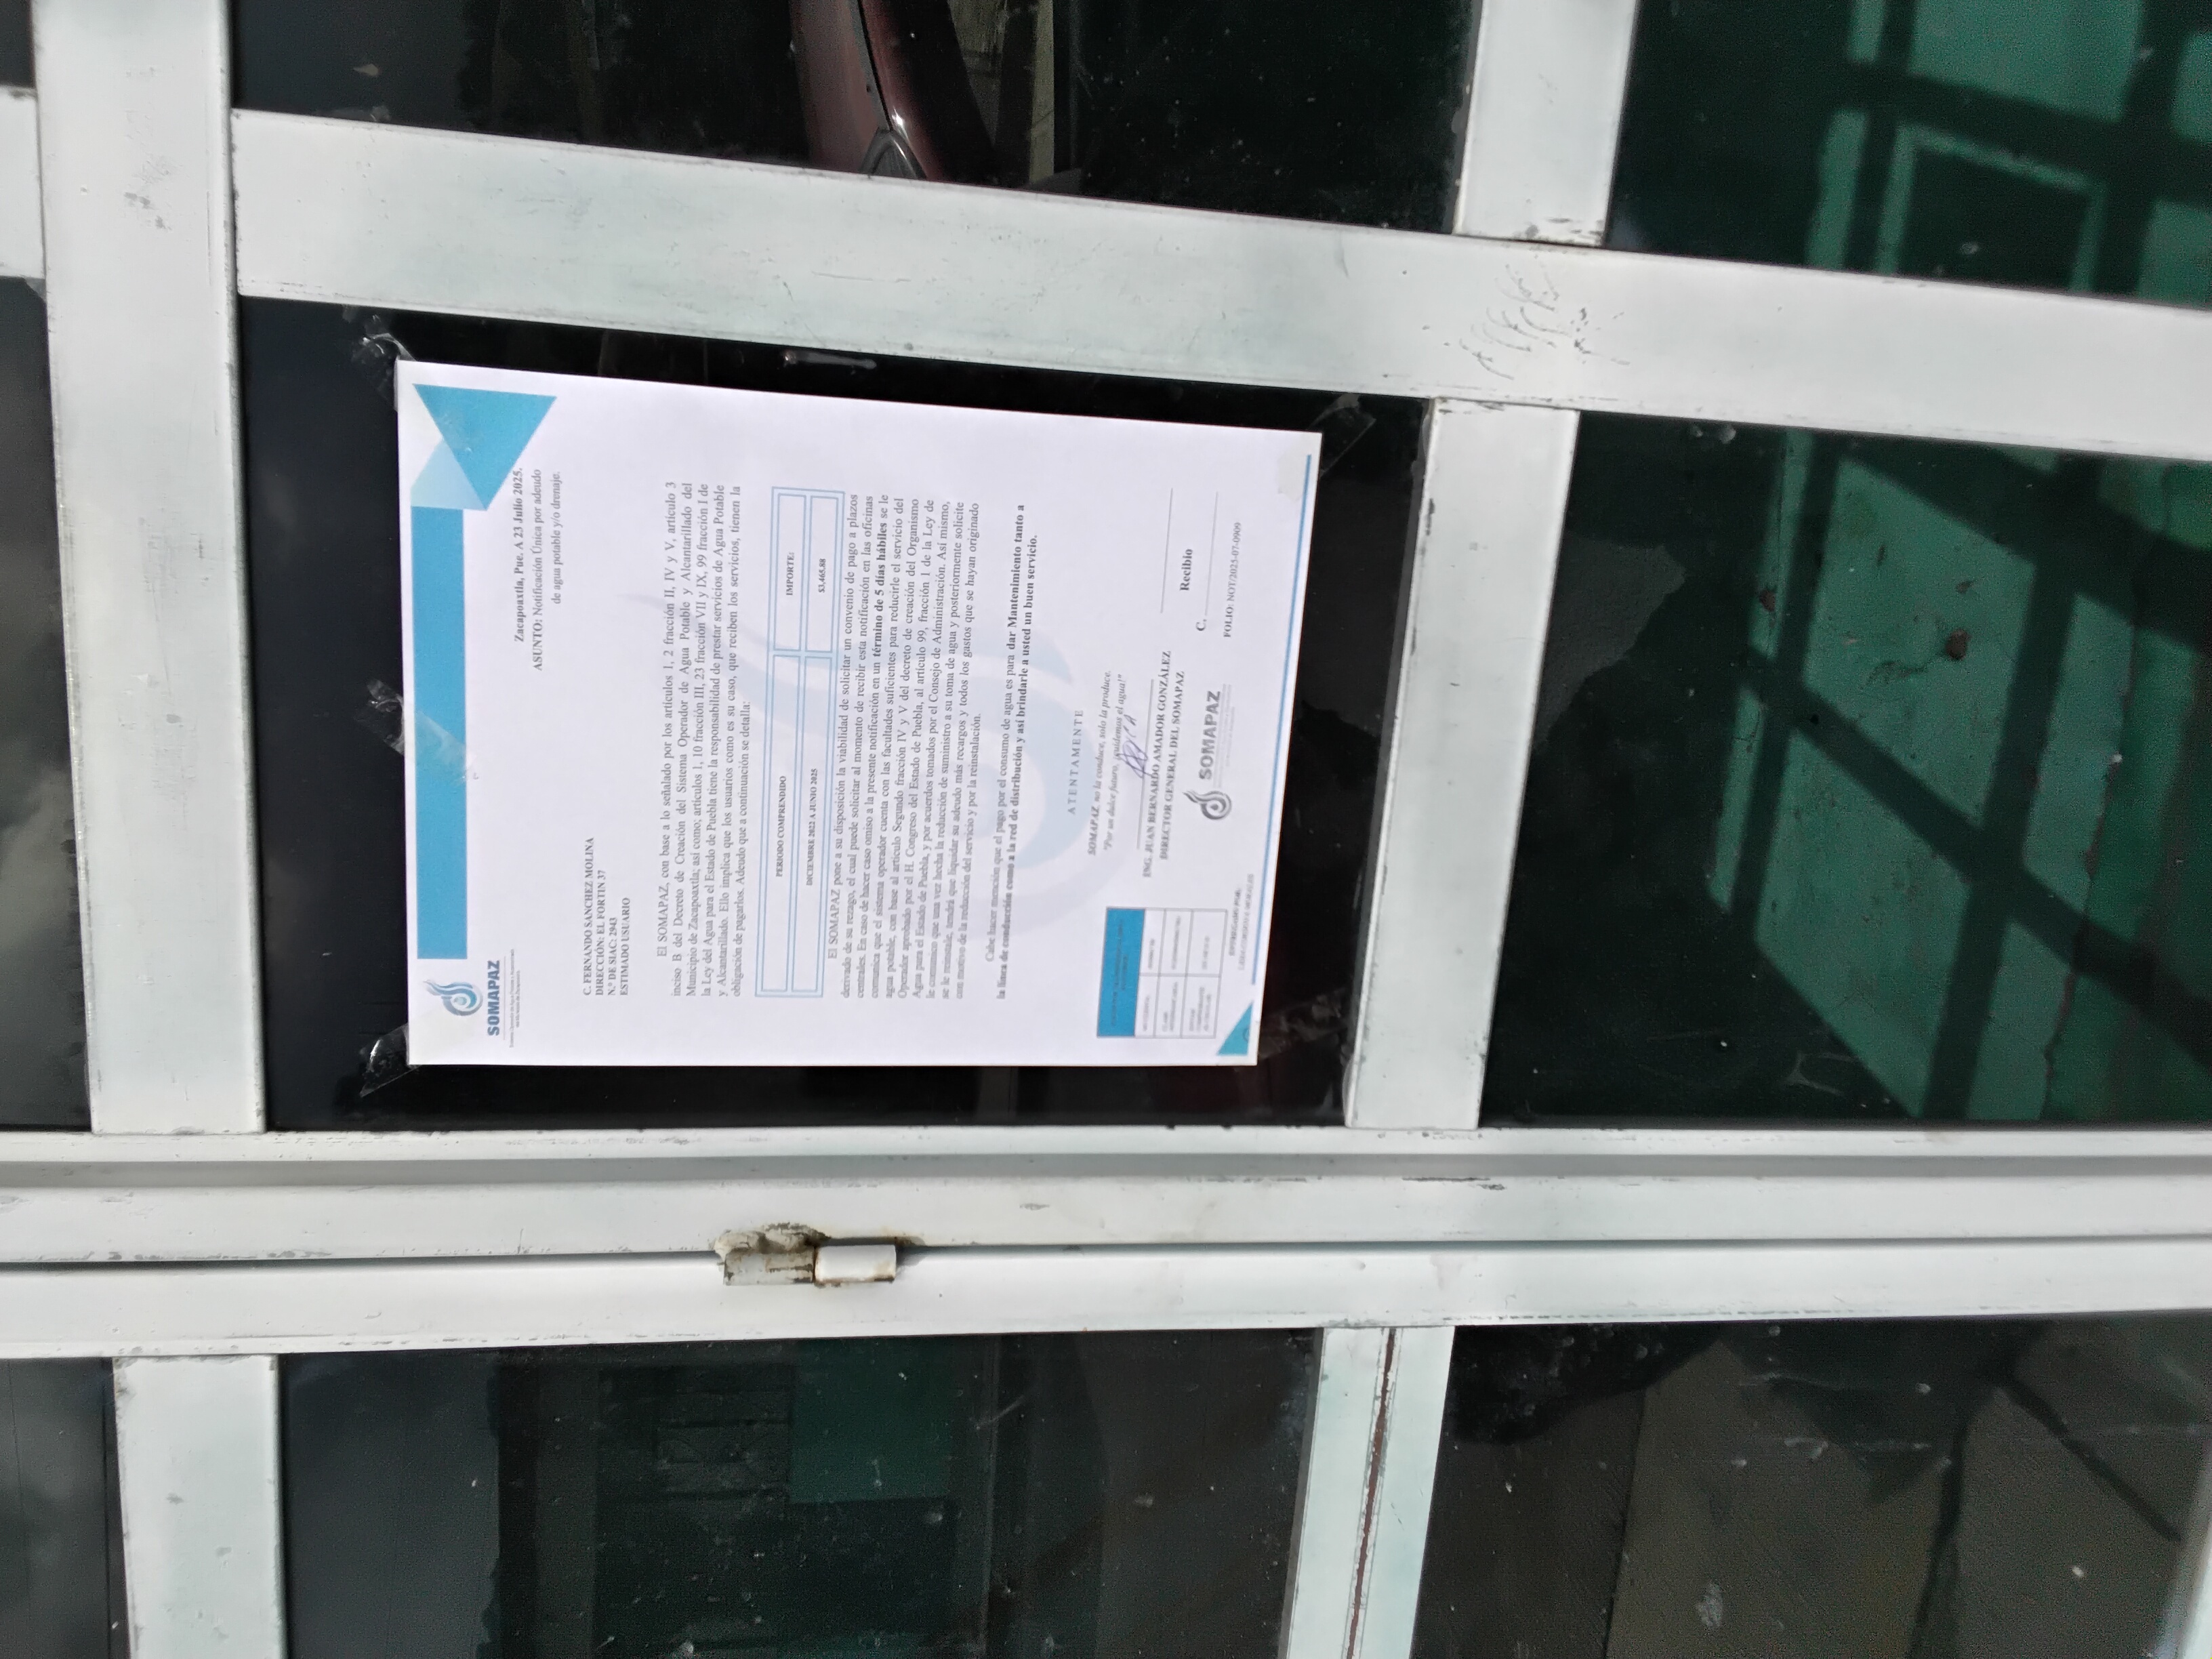 SOMAPAZ
Zacapoaxtla, Pue. A 23 Julio 2025.
ASUNTO: Notificación Única por adeudo
de agua potable y/o drenaje.
C. FERNANDO SANCHEZ MOLINA
DIRECCIÓN: EL FORTIN 37
N.° DE SIAC: 2943
ESTIMADO USUARIO
El SOMAPAZ, con base a lo señalado por los artículos 1, 2 fracción II, IV y V, artículo 3
inciso B del Decreto de Creación del Sistema Operador de Agua Potable y Alcantarillado del
Municipio de Zacapoaxtla; así como; artículos 1, 10 fracción III, 23 fracción VII y IX, 99 fracción I de
la Ley del Agua para el Estado de Puebla tiene la responsabilidad de prestar servicios de Agua Potable
y Alcantarillado. Ello implica que los usuarios como es su caso, que reciben los servicios, tienen la
obligación de pagarlos. Adeudo que a continuación se detalla:
PERIODO COMPRENDIDO IMPORTE:
DICIEMBRE 2022 A JUNIO 2025 $3,465.88
El SOMAPAZ pone a su disposición la viabilidad de solicitar un convenio de pago a plazos
derivado de su rezago, el cual puede solicitar al momento de recibir esta notificación en las oficinas
centrales. En caso de hacer caso omiso a la presente notificación en un término de 5 días hábiles se le
comunica que el sistema operador cuenta con las facultades suficientes para reducirle el servicio del
agua potable, con base al artículo Segundo fracción IV y V del decreto de creación del Organismo
Operador aprobado por el H. Congreso del Estado de Puebla, al artículo 99, fracción I de la Ley de
Agua para el Estado de Puebla, y por acuerdos tomados por el Consejo de Administración. Así mismo,
le comunico que una vez hecha la reducción de suministro a su toma de agua y posteriormente solicite
se le reinstale, tendrá que liquidar su adeudo más recargos y todos los gastos que se hayan originado
con motivo de la reducción del servicio y por la reinstalación.
Cabe hacer mención que el pago por el consumo de agua es para dar Mantenimiento tanto a
la línea de conducción como a la red de distribución y así brindarle a usted un buen servicio.
ATENTAMENTE
SOMAPAZ no la conduce, solo la produce.
"Por un dulce futuro, ¡cuidemos el agua!"
ING. JUAN BERNARDO AMADOR GONZÁLEZ
DIRECTOR GENERAL DEL SOMAPAZ
Recibio
C.
SOMAPAZ
FOLIO: NOT/2025-07-0909
ENTREGADO POR: